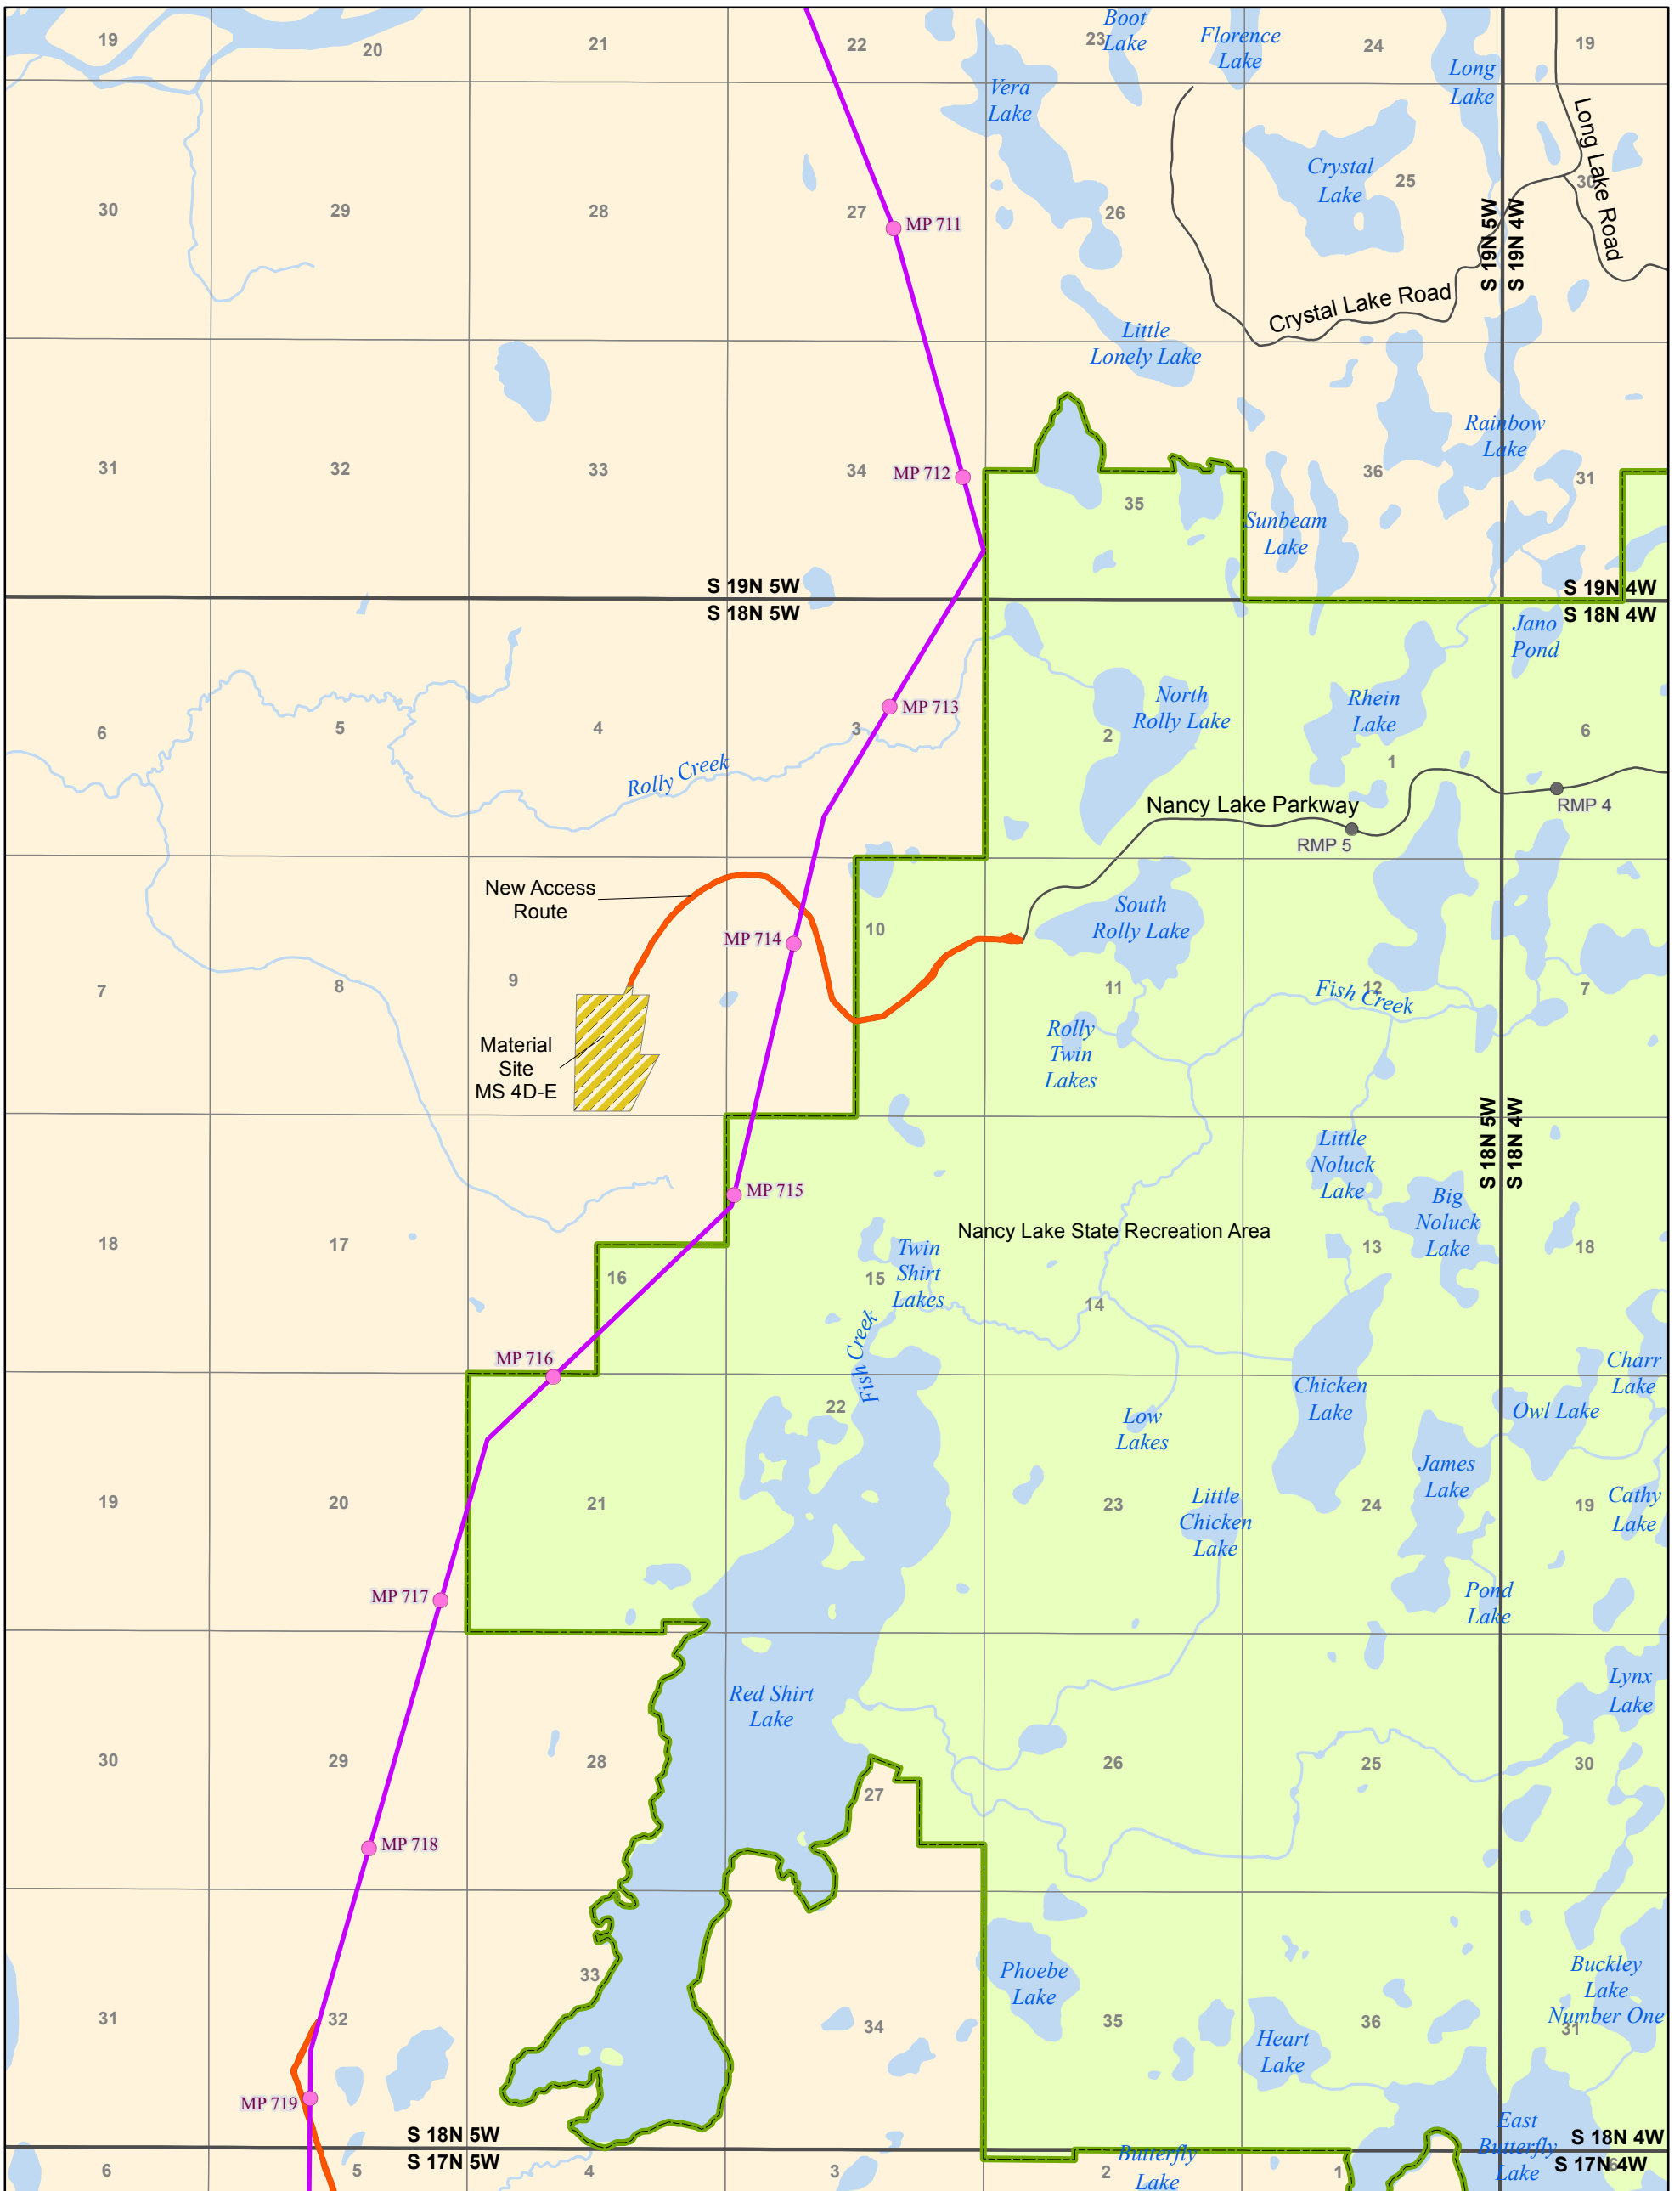 19
20
21
22
23
Boot
Lake
Florence
Lake
24
Long
Lake
19
Vera
Lake
Long Lake Road
Crystal
Lake
25
30
30
29
28
27
26
MP 711
S 19N 5W
S 19N 4W
Crystal Lake Road
Little
Lonely Lake
Rainbow
Lake
31
32
33
34
MP 712
35
36
31
Sunbeam
Lake
S 19N 5W
S 18N 5W
S 19N 4W
S 18N 4W
Jano
Pond
North
Rolly Lake
Rhein
Lake
MP 713
6
5
4
3
2
1
6
Rolly Creek
Nancy Lake Parkway
RMP 5
RMP 4
New Access
Route
South
Rolly Lake
MP 714
10
9
7
8
11
12
7
Fish Creek
Material
Site
MS 4D-E
Rolly
Twin
Lakes
S 18N 5W
S 18N 4W
Little
Noluck
Lake
MP 715
Big
Noluck
Lake
Nancy Lake State Recreation Area
18
17
16
15
Twin
Shirt
Lakes
14
13
18
Fish Creek
MP 716
Charr
Lake
22
Chicken
Lake
Owl Lake
Low
Lakes
James
Lake
19
20
21
23
Little
Chicken
Lake
24
19
Cathy
Lake
MP 717
Pond
Lake
Red Shirt
Lake
Lynx
Lake
30
29
28
27
26
25
30
MP 718
33
Phoebe
Lake
Buckley
Lake
Number One
31
32
34
35
36
31
Heart
Lake
MP 719
S 18N 5W
S 17N 5W
East
Butterfly
Lake
S 18N 4W
S 17N 4W
Butterfly
Lake
6
5
4
3
2
1
6